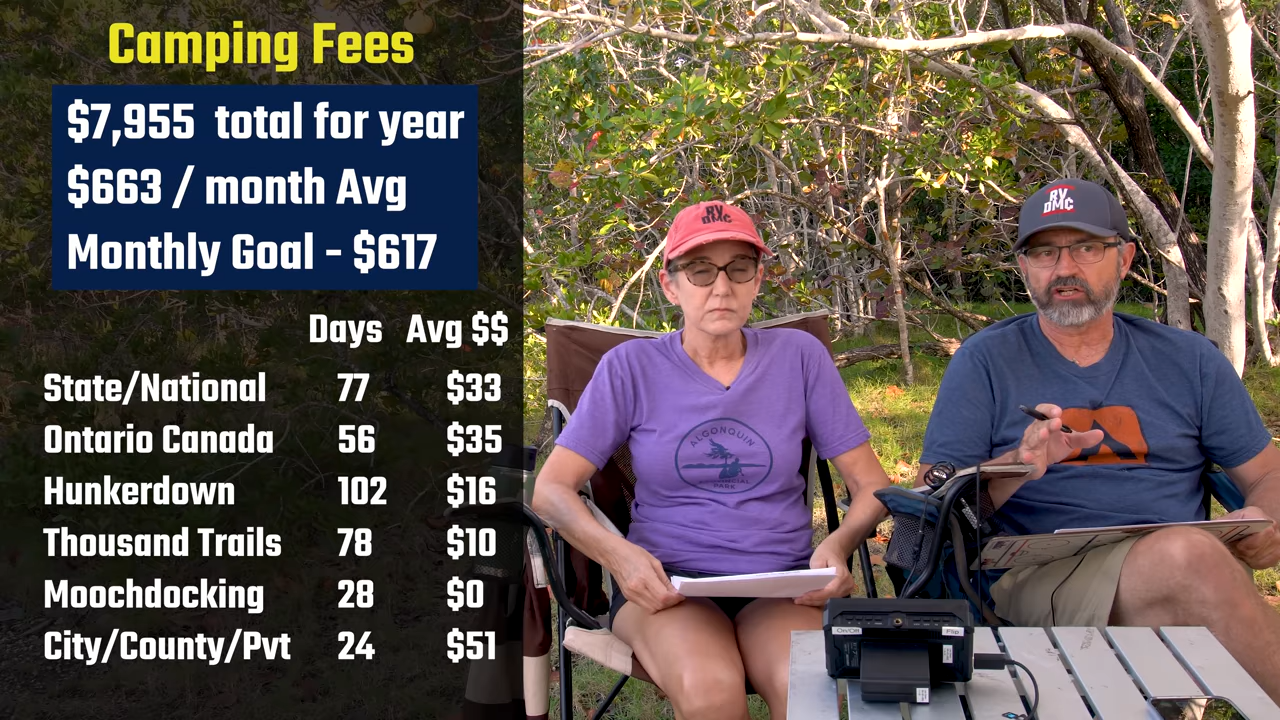 Camping Fees
$7,955 total for year
$663 / month Avg
Monthly Goal - $617
Days Avg $$
State/National 77 $33
Ontario Canada 56 $35
Hunkerdown 102 $16
Thousand Trails 78 $10
Moochdocking 28 $0
City/County/Pvt 24 $51
RV
DMC
RV
DMC
ALGONQUIN
PROVINCIAL
PARK
On/Off
Flip